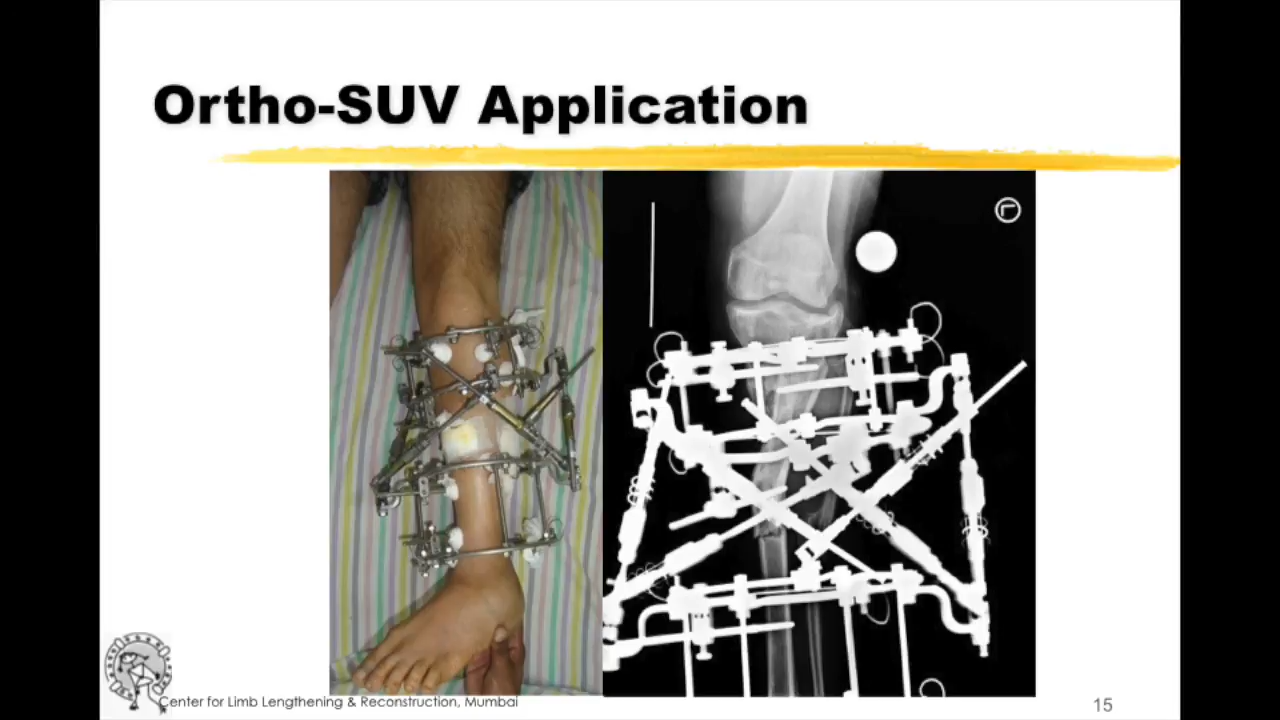 Ortho-SUV Application
Center for Limb Lengthening & Reconstruction, Mumbai
15